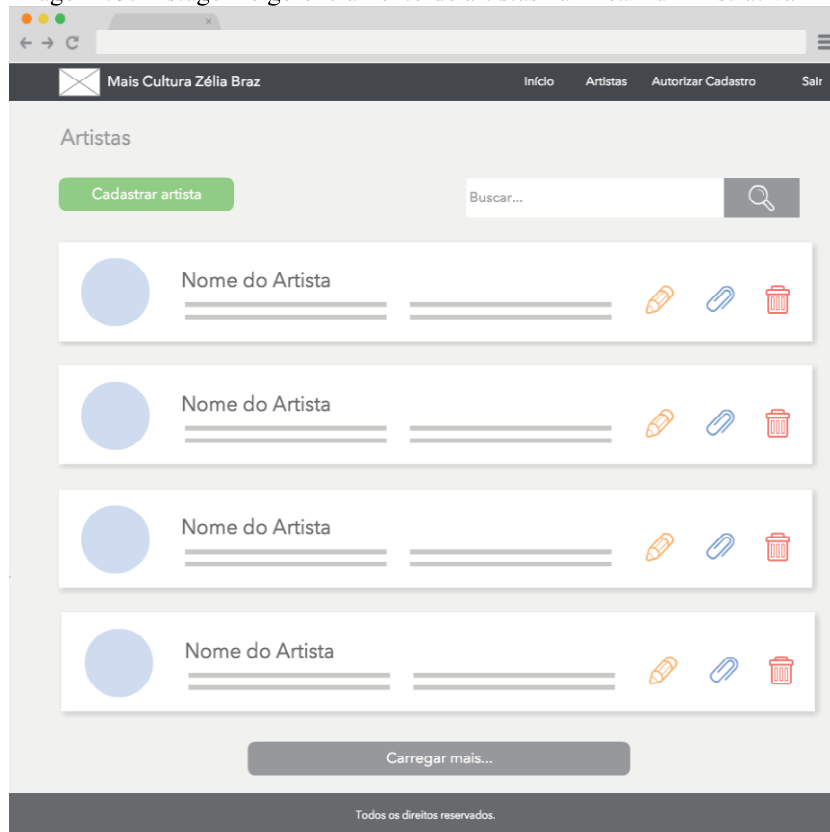 Mais Cultura Zélia Braz
Início Artistas Autorizar Cadastro Sair
Artistas
Cadastrar artista
Buscar...
Nome do Artista
Nome do Artista
Nome do Artista
Nome do Artista
Carregar mais...
Todos os direitos reservados.